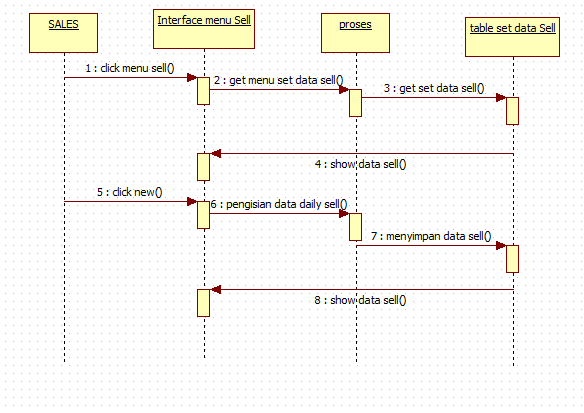 SALES
Interface menu Sell
proses
table set data Sell
1 : click menu sell()
2 : get menu set data sell()
3 : get set data sell()
4 : show data sell()
5 : click new()
6 : pengisian data daily sell()
7 : menyimpan data sell()
8 : show data sell()